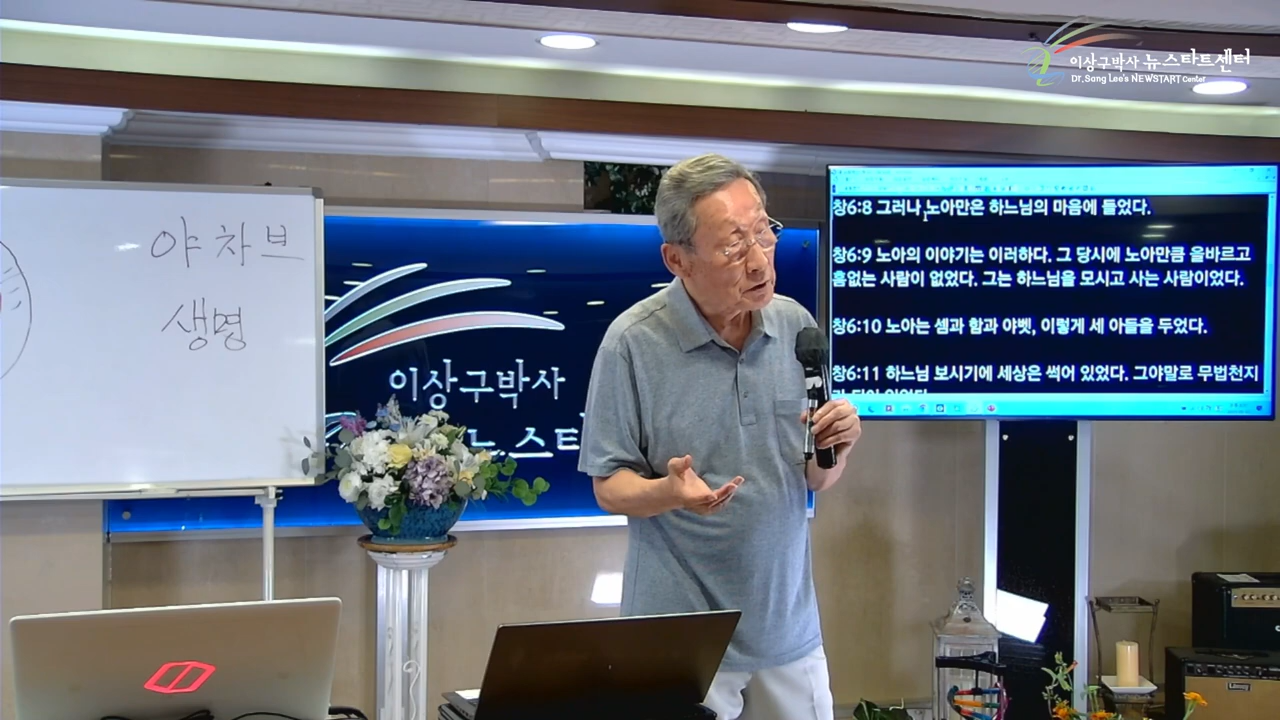 이상구박사 뉴스타트센터
Dr.Sang Lee's NEWSTART Center
야차브
생명
이상구박사
뉴스타
창6:8 그러나 노아만은 하느님의 마음에 들었다.
창6:9 노아의 이야기는 이러하다. 그 당시에 노아만큼 올바르고
흠없는 사람이 없었다. 그는 하느님을 모시고 사는 사람이었다.
창6:10 노아는 셈과 함과 야벳, 이렇게 세 아들을 두었다.
창6:11 하느님 보시기에 세상은 썩어 있었다. 그야말로 무법천지
Laney